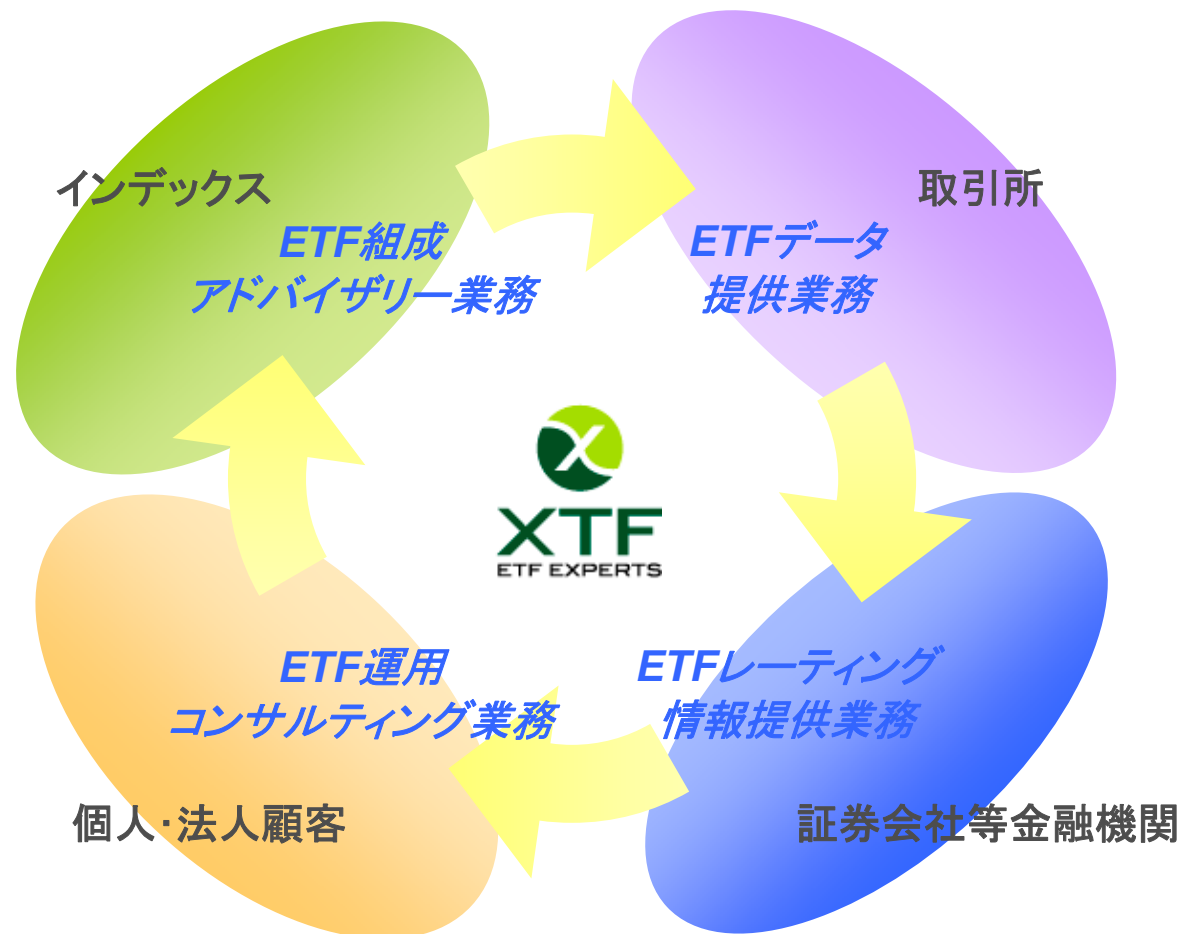 インデックス
取引所
ETF組成
アドバイザリー業務
ETFデータ
提供業務
XTF
ETF EXPERTS
ETF運用
コンサルティング業務
ETFレーティング
情報提供業務
個人・法人顧客
証券会社等金融機関